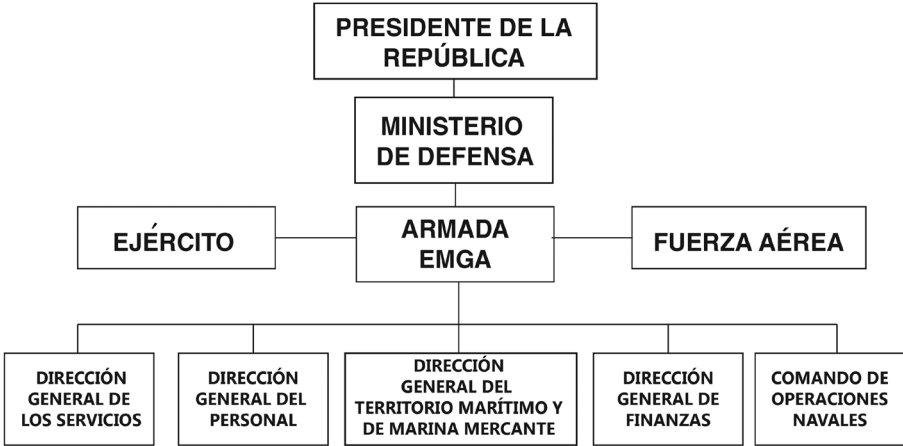 PRESIDENTE DE LA
REPÚBLICA
MINISTERIO
DE DEFENSA
EJÉRCITO
ARMADA
EMGA
FUERZA AÉREA
DIRECCIÓN
GENERAL DE
LOS SERVICIOS
DIRECCIÓN
GENERAL DEL
PERSONAL
DIRECCIÓN
GENERAL DEL
TERRITORIO MARÍTIMO Y
DE MARINA MERCANTE
DIRECCIÓN
GENERAL DE
FINANZAS
COMANDO DE
OPERACIONES
NAVALES